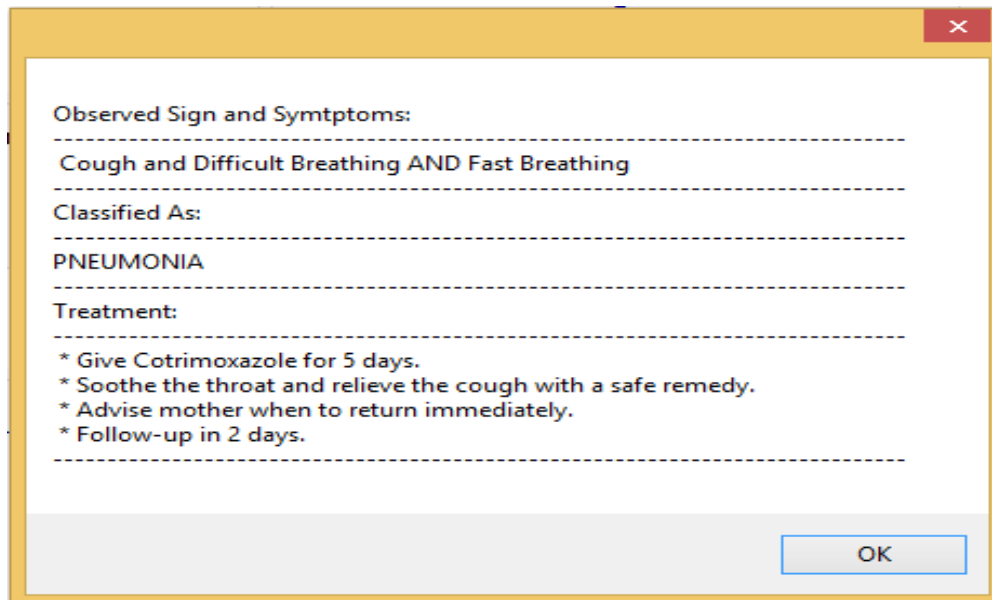 Observed Sign and Symtptoms:
-----------------------------------------------------------------------------------
Cough and Difficult Breathing AND Fast Breathing
-----------------------------------------------------------------------------------
Classified As:
-----------------------------------------------------------------------------------
PNEUMONIA
-----------------------------------------------------------------------------------
Treatment:
-----------------------------------------------------------------------------------
* Give Cotrimoxazole for 5 days.
* Soothe the throat and relieve the cough with a safe remedy.
* Advise mother when to return immediately.
* Follow-up in 2 days.
-----------------------------------------------------------------------------------
OK